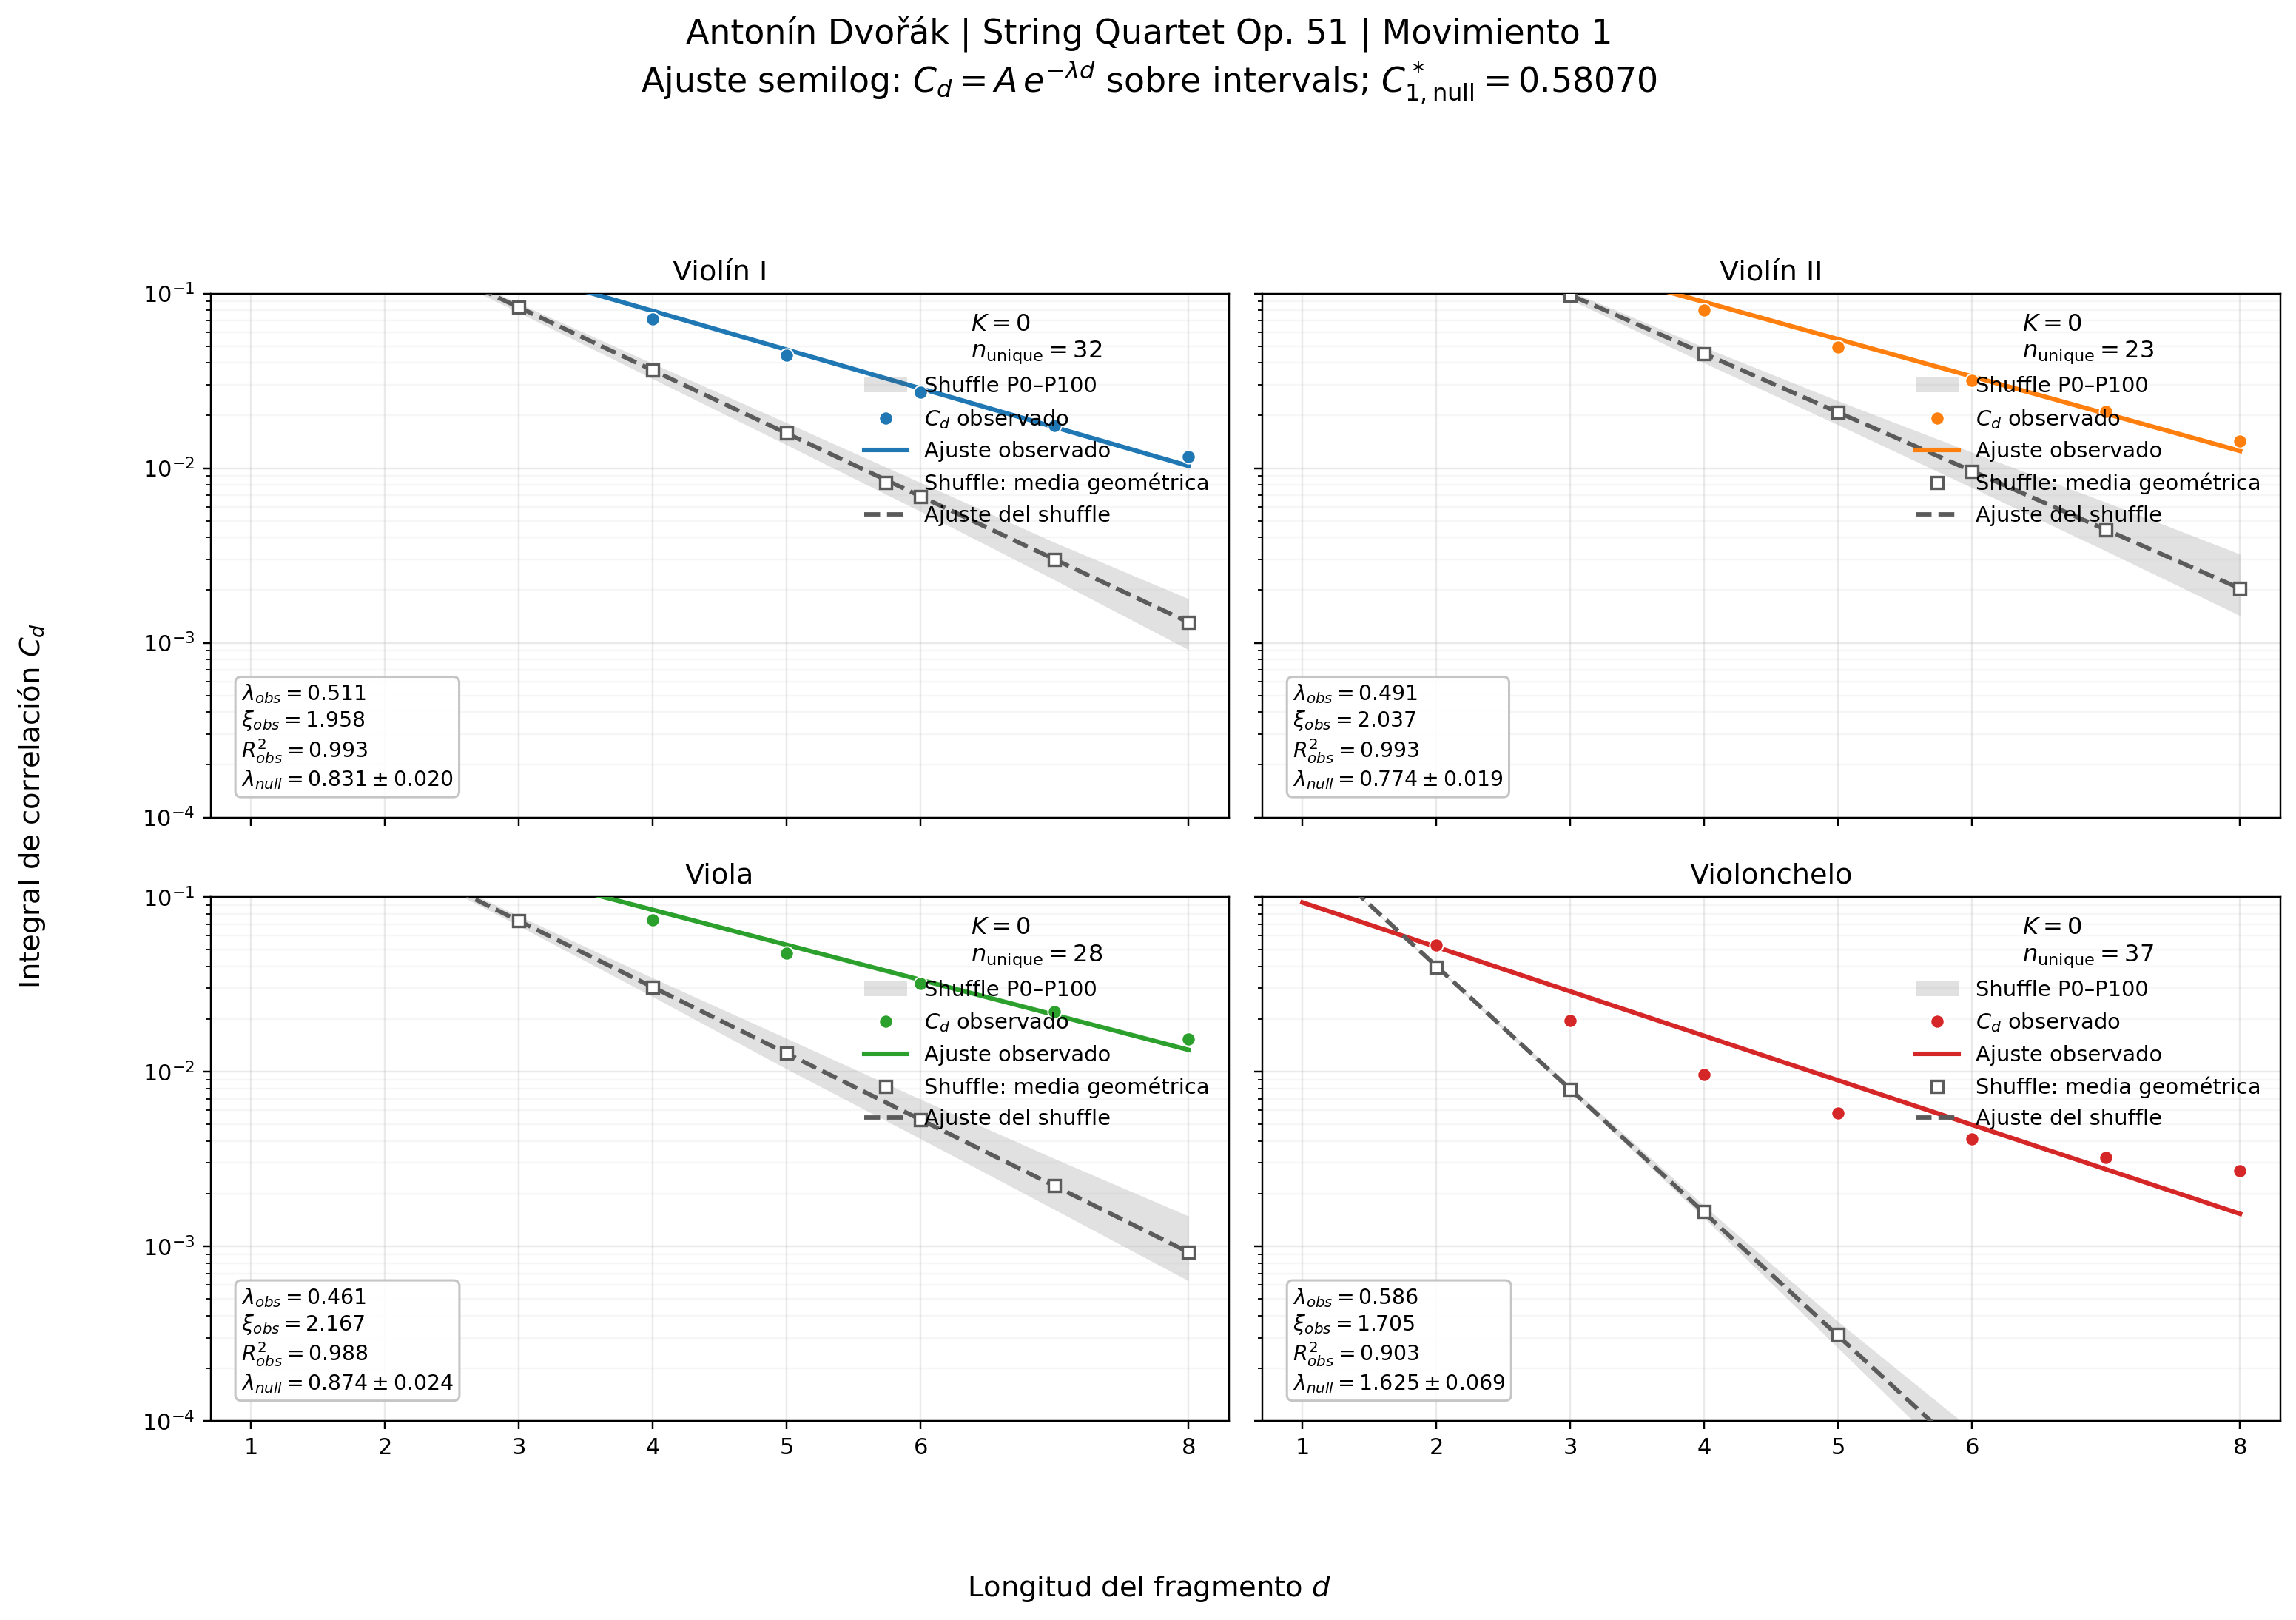 Antonín Dvořák | String Quartet Op. 51 | Movimiento 1
Ajuste semilog: $C_d = A\,e^{-\lambda d}$ sobre intervals; $C^*_{1,\mathrm{null}} = 0.58070$
Integral de correlación $C_d$
Violín I
10⁻¹
10⁻²
10⁻³
10⁻⁴
K = 0
n_unique = 32
Shuffle P0–P100
C_d observado
Ajuste observado
Shuffle: media geométrica
Ajuste del shuffle
λ_obs = 0.511
ξ_obs = 1.958
R²_obs = 0.993
λ_null = 0.831 ± 0.020
Violín II
K = 0
n_unique = 23
Shuffle P0–P100
C_d observado
Ajuste observado
Shuffle: media geométrica
Ajuste del shuffle
λ_obs = 0.491
ξ_obs = 2.037
R²_obs = 0.993
λ_null = 0.774 ± 0.019
Viola
10⁻¹
10⁻²
10⁻³
10⁻⁴
K = 0
n_unique = 28
Shuffle P0–P100
C_d observado
Ajuste observado
Shuffle: media geométrica
Ajuste del shuffle
λ_obs = 0.461
ξ_obs = 2.167
R²_obs = 0.988
λ_null = 0.874 ± 0.024
1 2 3 4 5 6 8
Violonchelo
K = 0
n_unique = 37
Shuffle P0–P100
C_d observado
Ajuste observado
Shuffle: media geométrica
Ajuste del shuffle
λ_obs = 0.586
ξ_obs = 1.705
R²_obs = 0.903
λ_null = 1.625 ± 0.069
1 2 3 4 5 6 8
Longitud del fragmento d